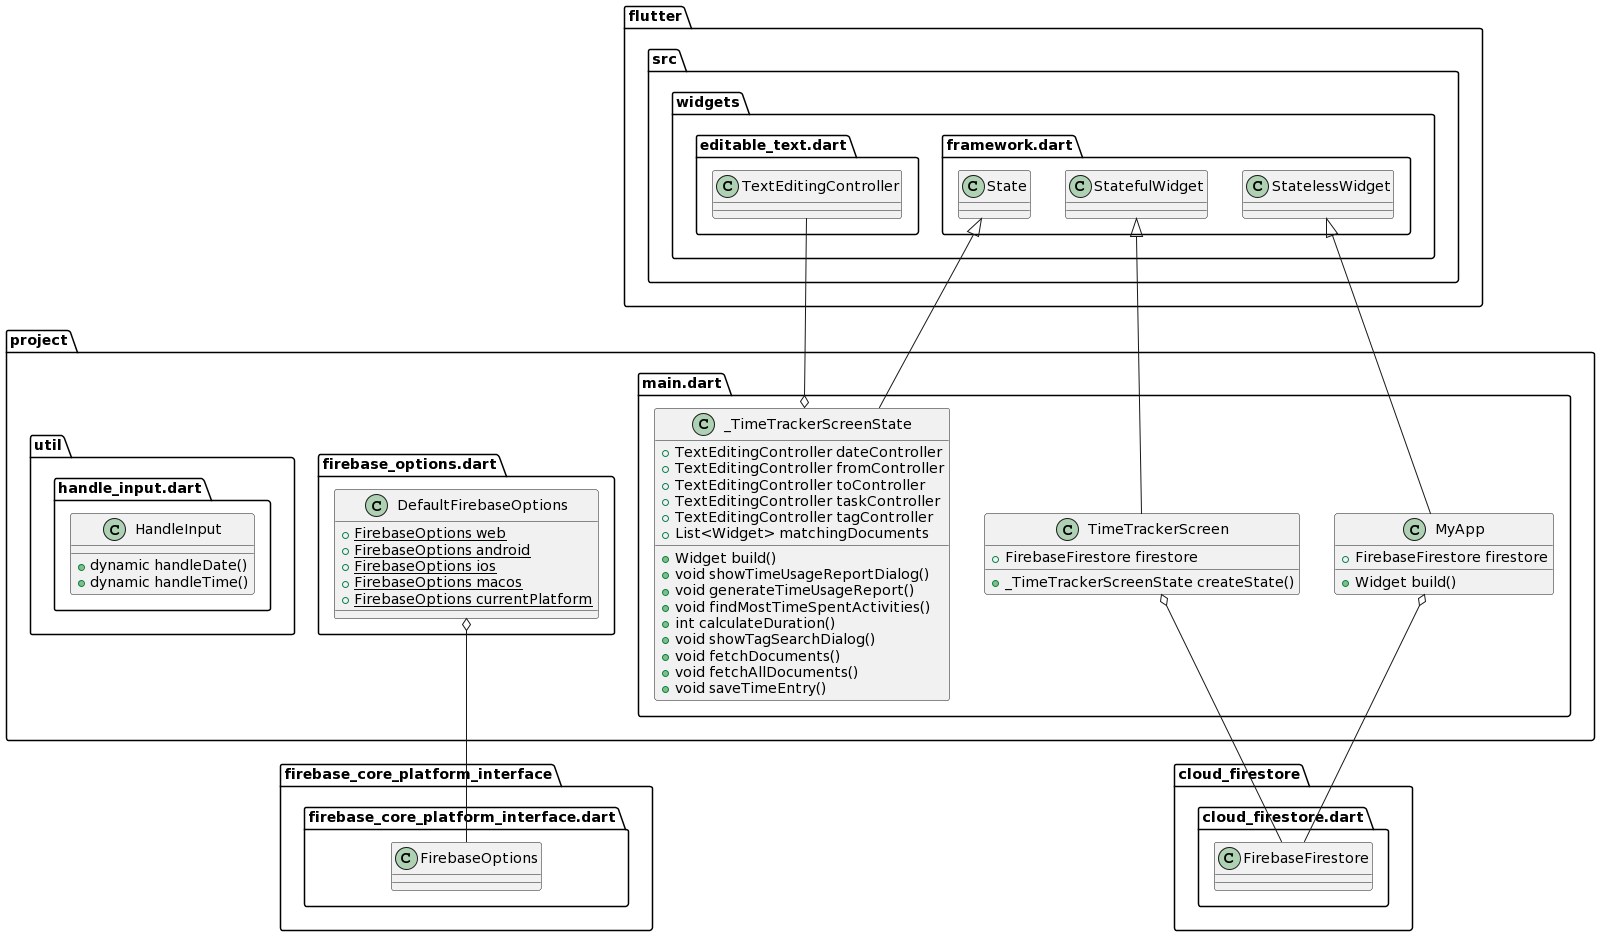 flutter
src
widgets
editable_text.dart
framework.dart
C TextEditingController
C State
C StatefulWidget
C StatelessWidget
project
main.dart
C _TimeTrackerScreenState
TextEditingController dateController
TextEditingController fromController
TextEditingController toController
TextEditingController taskController
TextEditingController tagController
List<Widget> matchingDocuments
Widget build()
void showTimeUsageReportDialog()
void generateTimeUsageReport()
void findMostTimeSpentActivities()
int calculateDuration()
void showTagSearchDialog()
void fetchDocuments()
void fetchAllDocuments()
void saveTimeEntry()
util
handle_input.dart
C HandleInput
dynamic handleDate()
dynamic handleTime()
firebase_options.dart
C DefaultFirebaseOptions
FirebaseOptions web
FirebaseOptions android
FirebaseOptions ios
FirebaseOptions macos
FirebaseOptions currentPlatform
C TimeTrackerScreen
FirebaseFirestore firestore
_TimeTrackerScreenState createState()
C MyApp
FirebaseFirestore firestore
Widget build()
firebase_core_platform_interface
firebase_core_platform_interface.dart
C FirebaseOptions
cloud_firestore
cloud_firestore.dart
C FirebaseFirestore